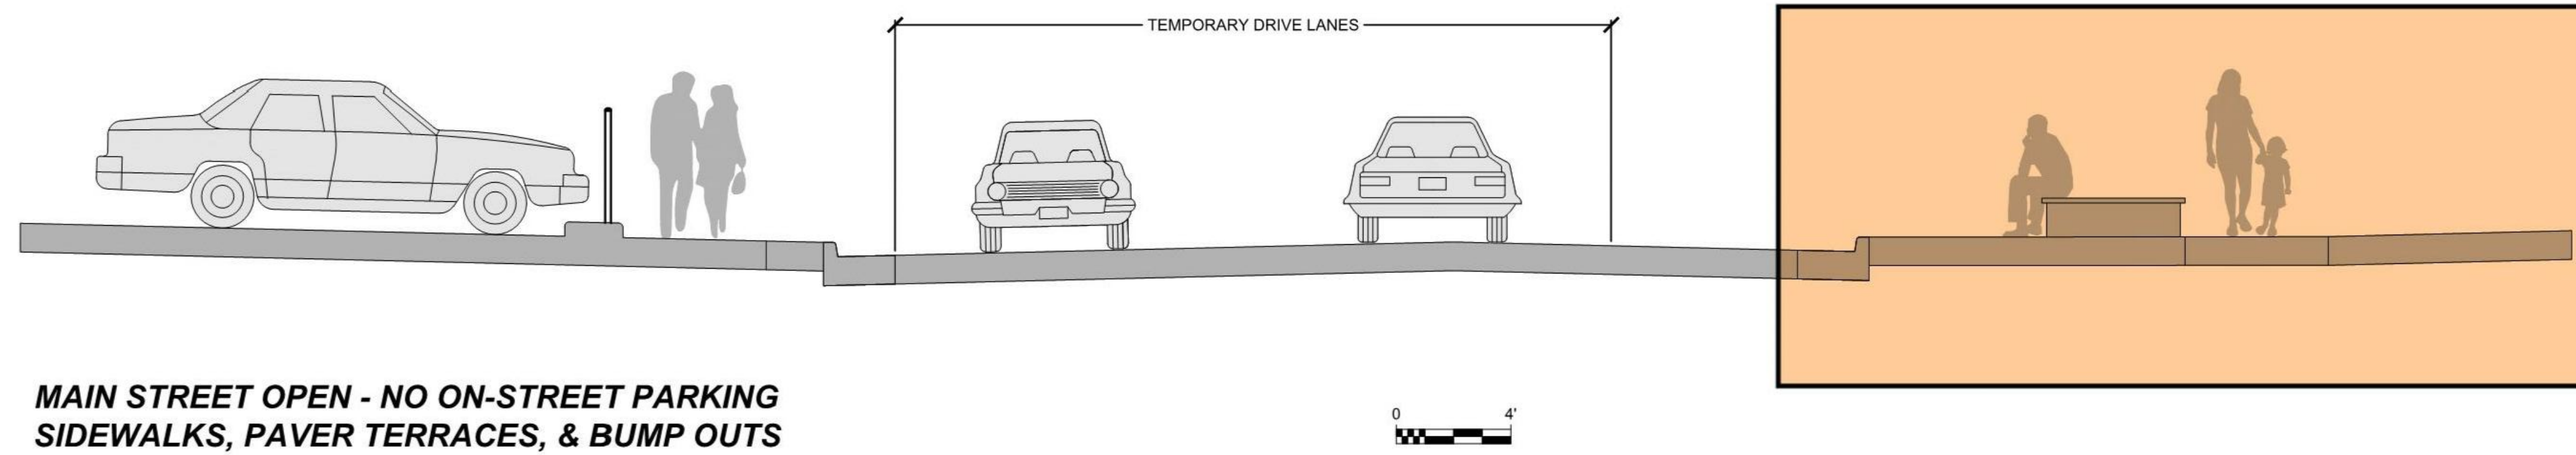 TEMPORARY DRIVE LANES
MAIN STREET OPEN - NO ON-STREET PARKING
SIDEWALKS, PAVER TERRACES, & BUMP OUTS
0 4'